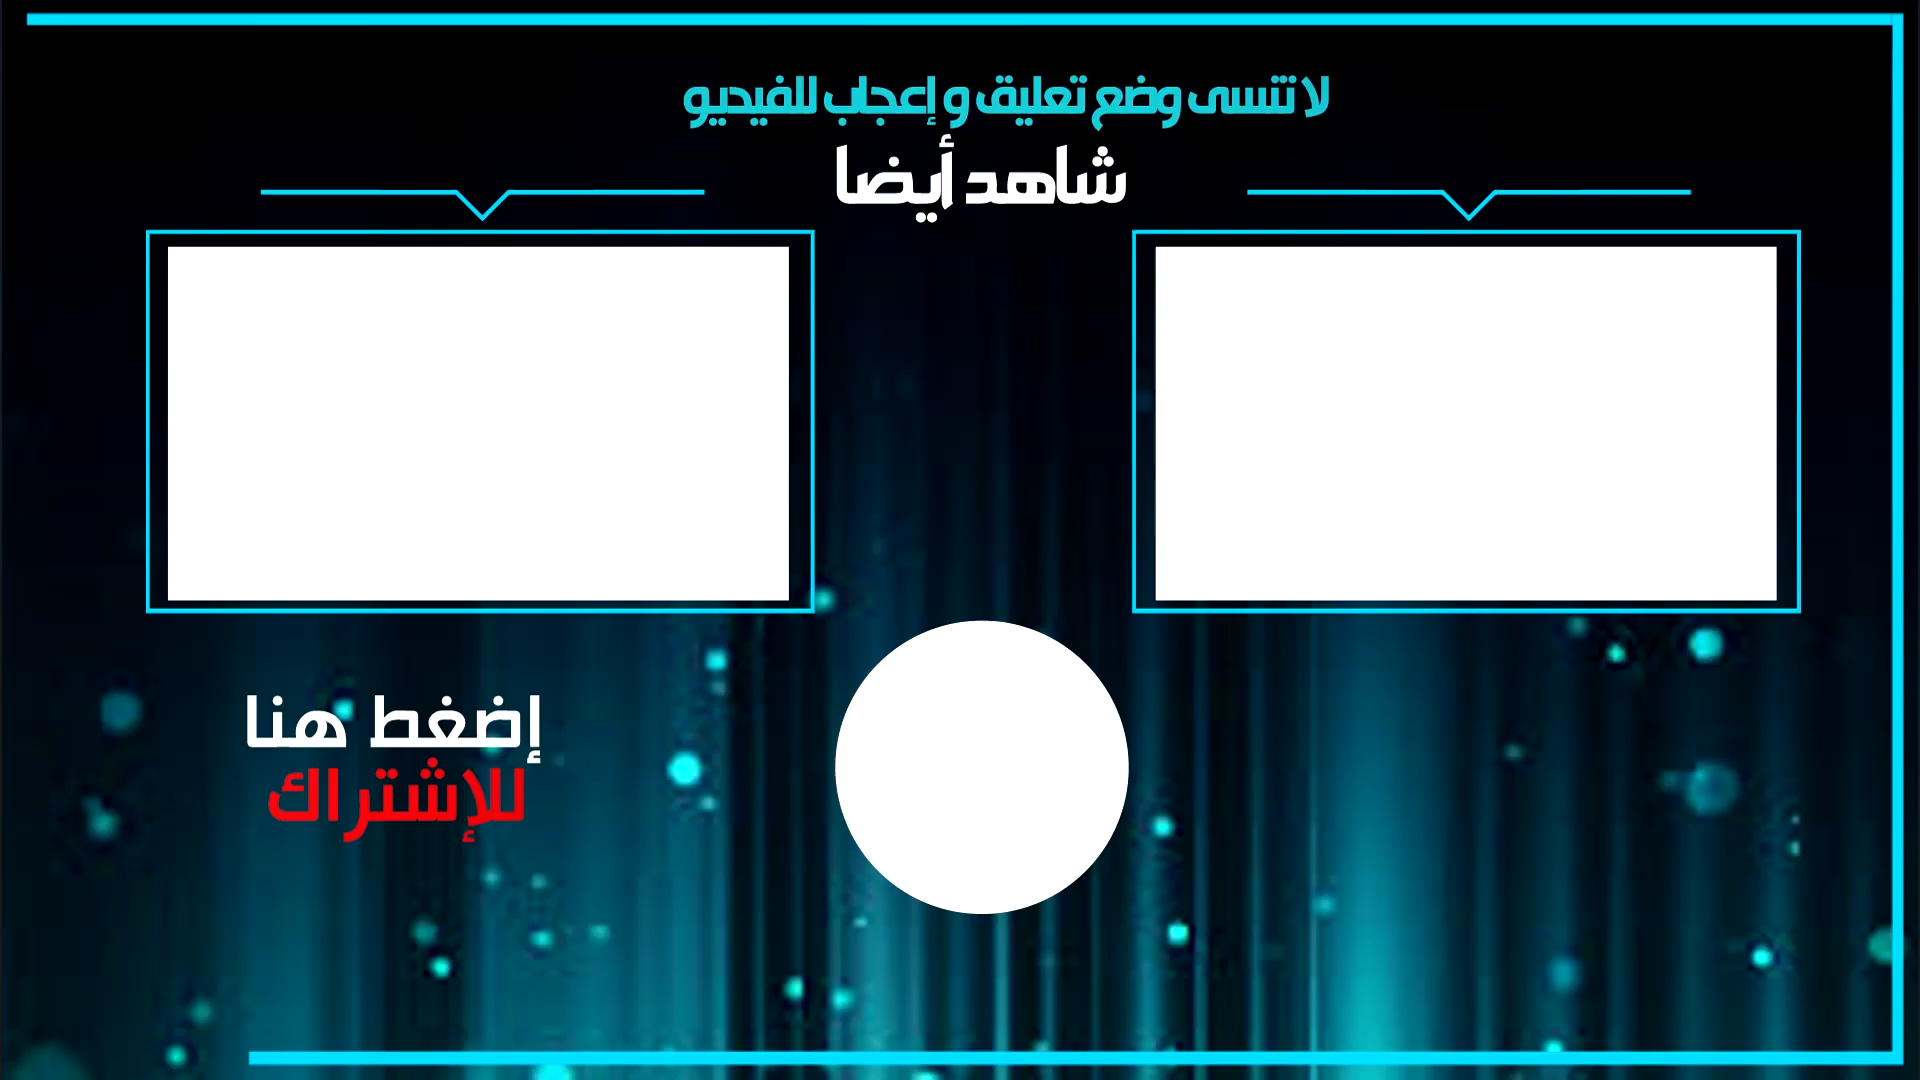 لا تنسى وضع تعليق و إعجاب للفيديو
شاهد أيضا
إضغط هنا
للإشتراك